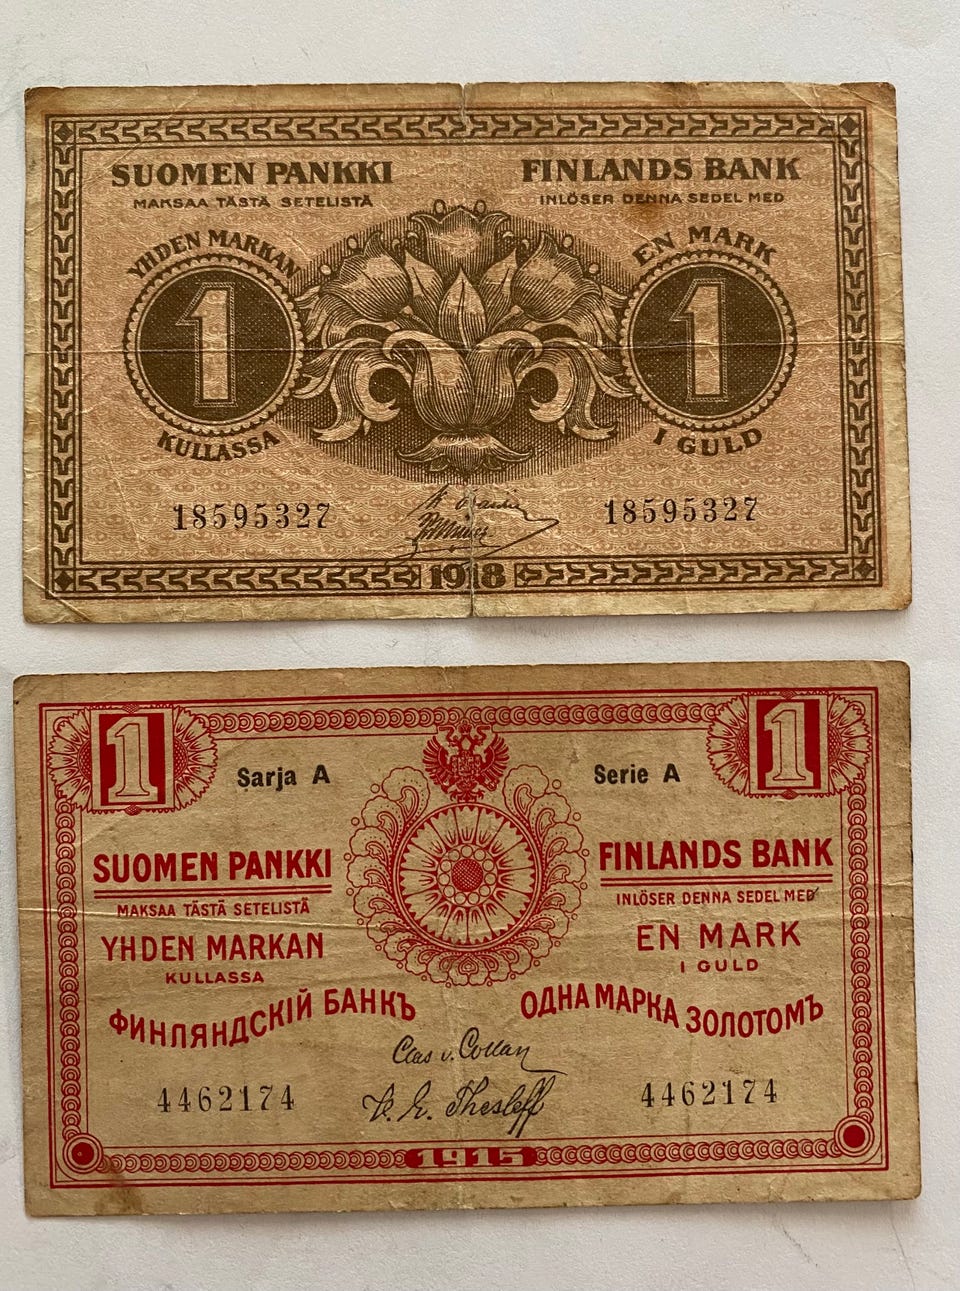 SUOMEN PANKKI FINLANDS BANK
MAKSAA TÄSTÄ SETELISTÄ INLÖSER DENNA SEDEL MED
YHDEN MARKAN EN MARK
1 1
KULLASSA I GULD
18595327 18595327
1918
1 1
Sarja A Serie A
SUOMEN PANKKI FINLANDS BANK
MAKSAA TÄSTÄ SETELISTÄ INLÖSER DENNA SEDEL MED
YHDEN MARKAN EN MARK
KULLASSA I GULD
ФИНЛЯНДСКІЙ БАНКЪ ОДНА МАРКА ЗОЛОТОМЪ
Clas v. Collan
4462174 4462174
Thesleff
1915